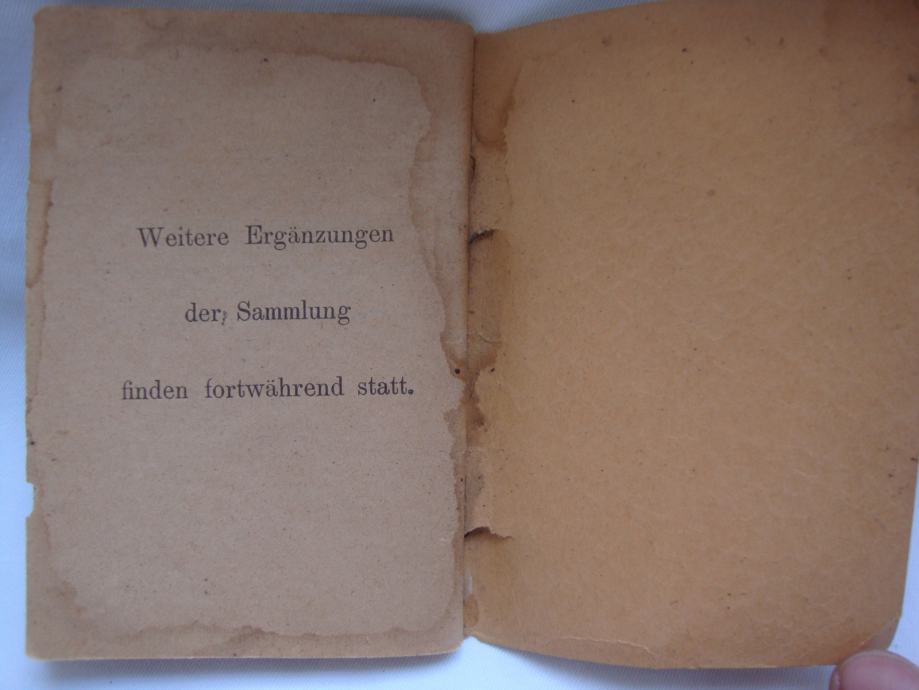 Weitere Ergänzungen
der; Sammlung
finden fortwährend statt.